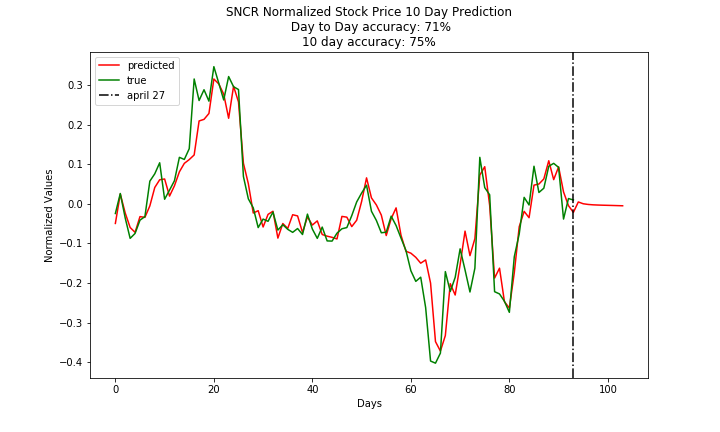 SNCR Normalized Stock Price 10 Day Prediction
Day to Day accuracy: 71%
10 day accuracy: 75%
predicted
true
april 27
Normalized Values
0.3
0.2
0.1
0.0
−0.1
−0.2
−0.3
−0.4
0
20
40
60
80
100
Days